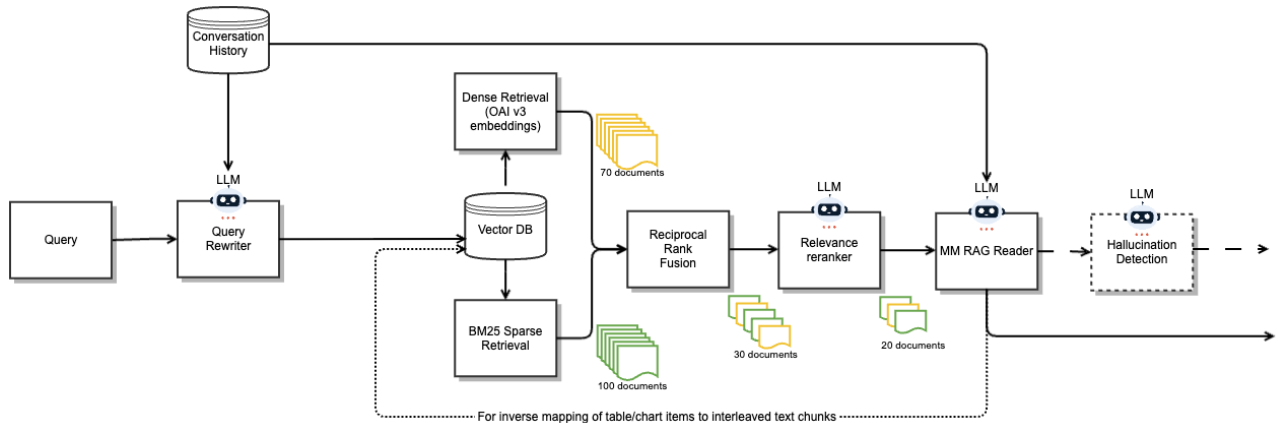 Conversation
History
Dense Retrieval
(OAI v3
embeddings)
70 documents
LLM
Query
Query
Rewriter
Vector DB
Reciprocal
Rank
Fusion
LLM
Relevance
reranker
LLM
MM RAG Reader
LLM
Hallucination
Detection
BM25 Sparse
Retrieval
100 documents
30 documents
20 documents
For inverse mapping of table/chart items to interleaved text chunks